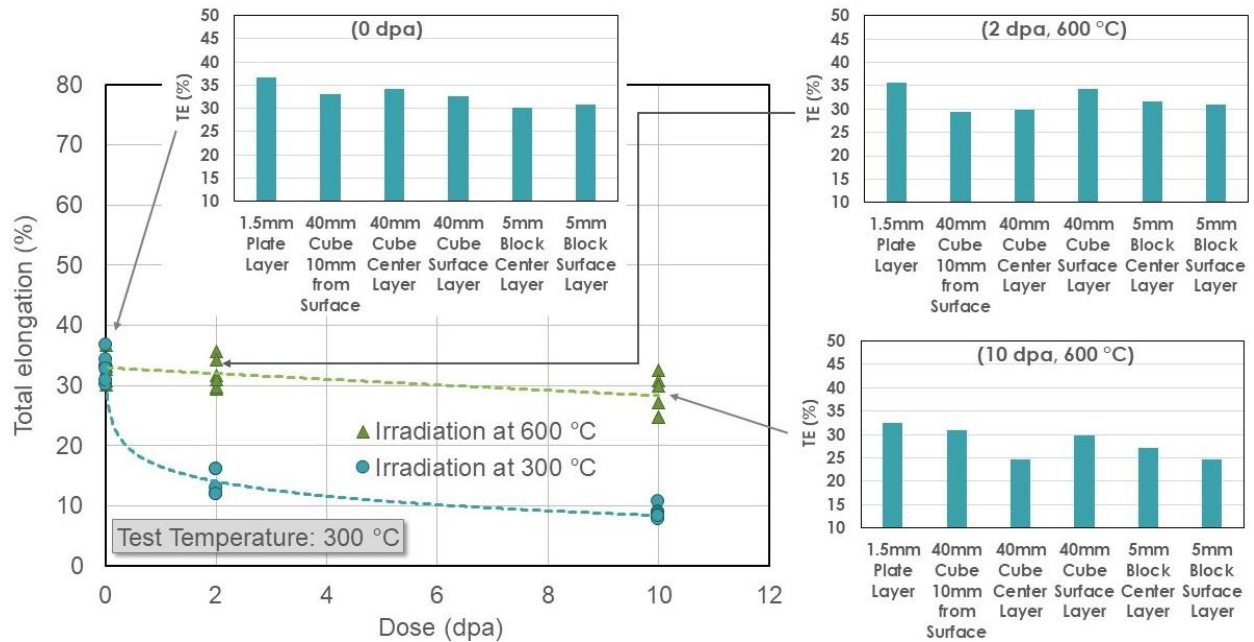 (0 dpa)
TE (%)
50
45
40
35
30
25
20
15
10
1.5mm Plate Layer
40mm Cube 10mm from Surface
40mm Cube Center Layer
40mm Cube Surface Layer
5mm Block Center Layer
5mm Block Surface Layer
Total elongation (%)
80
70
60
50
40
30
20
10
0
Irradiation at 600 °C
Irradiation at 300 °C
Test Temperature: 300 °C
0 2 4 6 8 10 12
Dose (dpa)
(2 dpa, 600 °C)
TE (%)
50
45
40
35
30
25
20
15
10
1.5mm Plate Layer
40mm Cube 10mm from Surface
40mm Cube Center Layer
40mm Cube Surface Layer
5mm Block Center Layer
5mm Block Surface Layer
(10 dpa, 600 °C)
TE (%)
50
45
40
35
30
25
20
15
10
1.5mm Plate Layer
40mm Cube 10mm from Surface
40mm Cube Center Layer
40mm Cube Surface Layer
5mm Block Center Layer
5mm Block Surface Layer